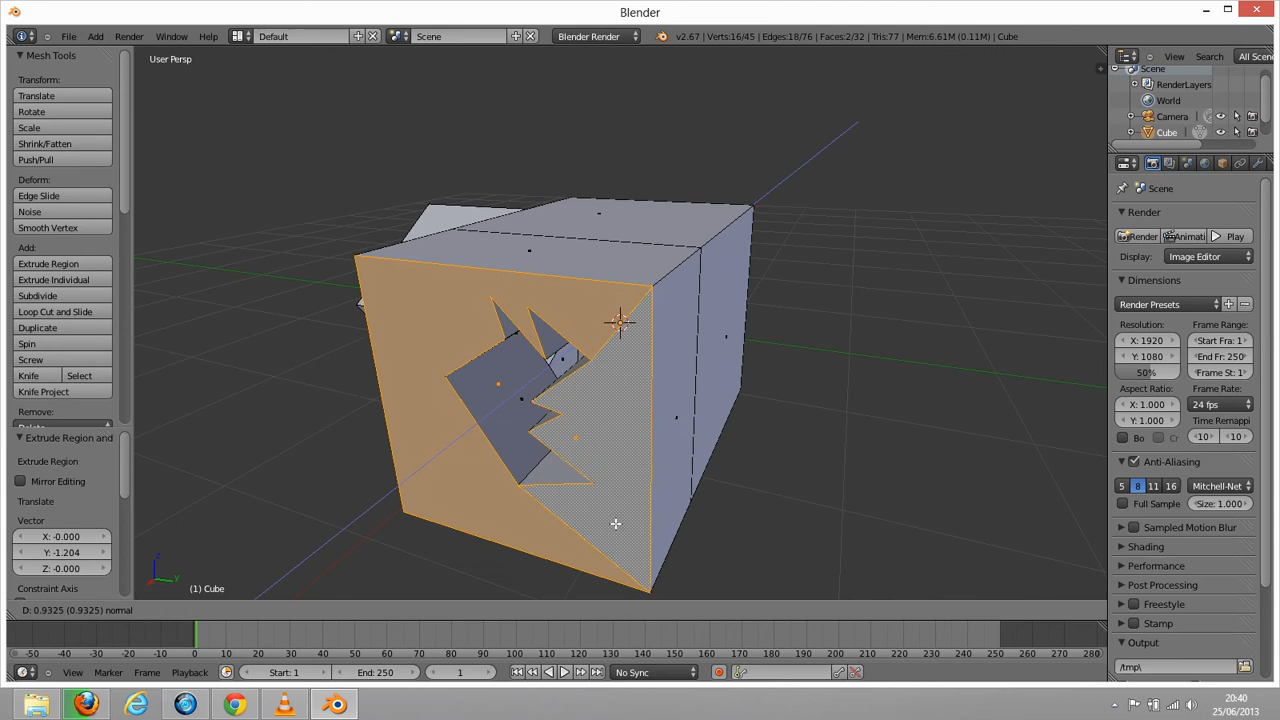 Blender
File Add Render Window Help Default Scene Blender Render v2.67 | Verts:16/45 | Edges:18/76 | Faces:2/32 | Tris:77 | Mem:6.61M (0.11M) | Cube
Mesh Tools
Transform:
Translate
Rotate
Scale
Shrink/Fatten
Push/Pull
Deform:
Edge Slide
Noise
Smooth Vertex
Add:
Extrude Region
Extrude Individual
Subdivide
Loop Cut and Slide
Duplicate
Spin
Screw
Knife Select
Knife Project
Remove:
Extrude Region and
Extrude Region
Mirror Editing
Translate
Vector
X: -0.000
Y: -1.204
Z: -0.000
Constraint Axis
User Persp
z
y
(1) Cube
D: 0.9325 (0.9325) normal
View Search All Scene
Scene
RenderLayers
World
Camera
Cube
Scene
Render
Render Animati Play
Display: Image Editor
Dimensions
Render Presets
Resolution: Frame Range:
X: 1920 Start Fra: 1
Y: 1080 End Fr: 250
50% Frame St: 1
Aspect Ratio: Frame Rate:
X: 1.000 24 fps
Y: 1.000 Time Remappi
Bo Cr 10 10
Anti-Aliasing
5 8 11 16 Mitchell-Net
Full Sample Size: 1.000
Sampled Motion Blur
Shading
Performance
Post Processing
Freestyle
Stamp
Output
/tmp\
-50 -40 -30 -20 -10 0 10 20 30 40 50 60 70 80 90 100 110 120 130 140 150 160 170 180 190 200 210 220 230 240 250 260 270 280
View Marker Frame Playback Start: 1 End: 250 1 No Sync
20:40
25/06/2013